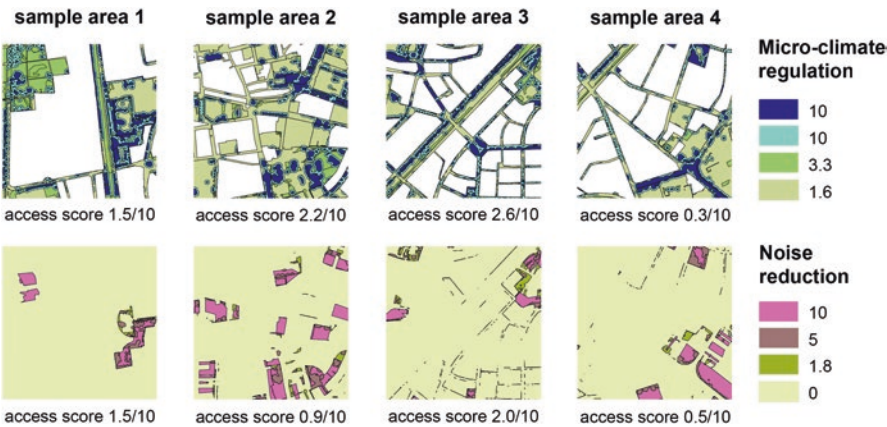 sample area 1
sample area 2
sample area 3
sample area 4
Micro-climate
regulation
10
10
3.3
1.6
access score 1.5/10
access score 2.2/10
access score 2.6/10
access score 0.3/10
Noise
reduction
10
5
1.8
0
access score 1.5/10
access score 0.9/10
access score 2.0/10
access score 0.5/10